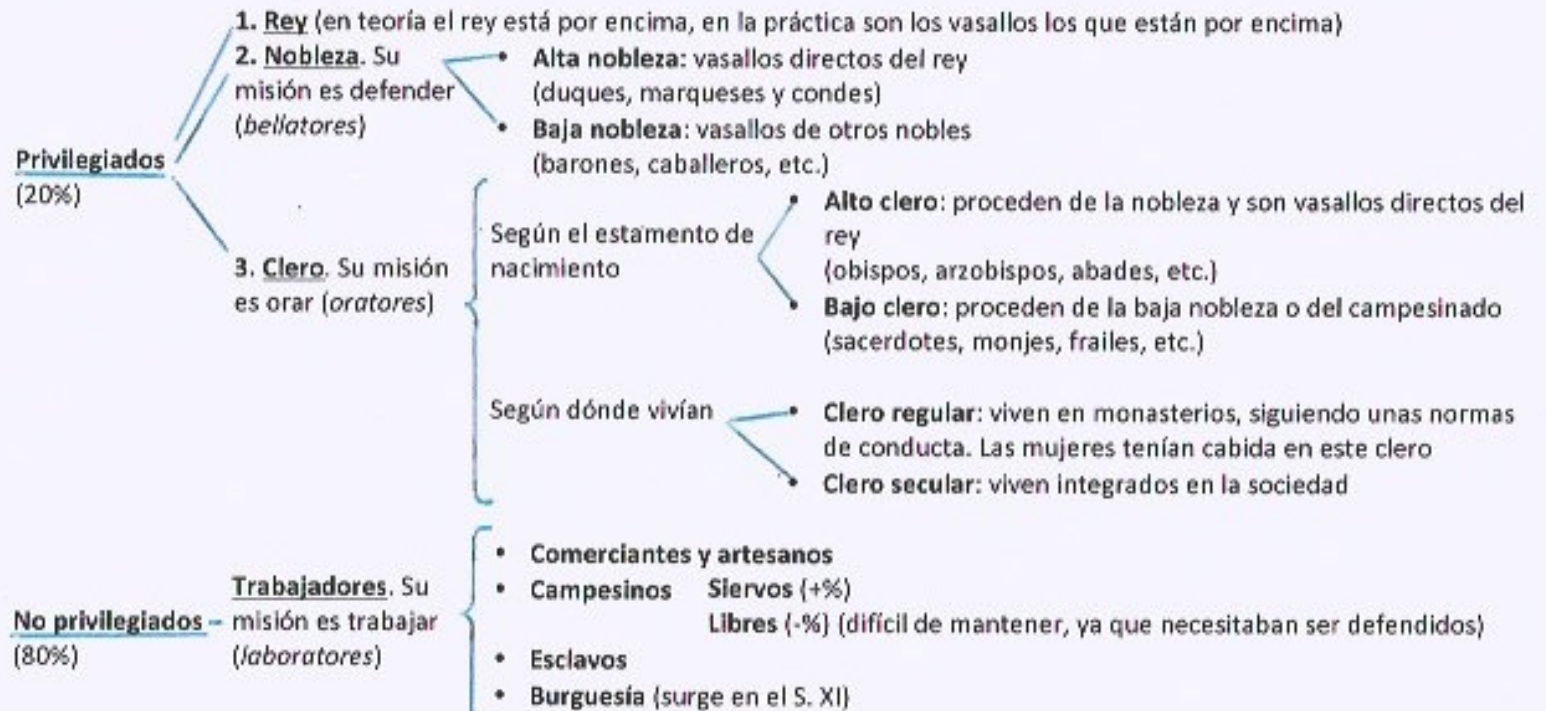 1. Rey (en teoría el rey está por encima, en la práctica son los vasallos los que están por encima)
2. Nobleza. Su
misión es defender
(bellatores)
• Alta nobleza: vasallos directos del rey
(duques, marqueses y condes)
• Baja nobleza: vasallos de otros nobles
(barones, caballeros, etc.)
Privilegiados
(20%)
3. Clero. Su misión
es orar (oratores)
Según el estamento de
nacimiento
• Alto clero: proceden de la nobleza y son vasallos directos del
rey
(obispos, arzobispos, abades, etc.)
• Bajo clero: proceden de la baja nobleza o del campesinado
(sacerdotes, monjes, frailes, etc.)
Según dónde vivían
• Clero regular: viven en monasterios, siguiendo unas normas
de conducta. Las mujeres tenían cabida en este clero
• Clero secular: viven integrados en la sociedad
No privilegiados
(80%)
Trabajadores. Su
misión es trabajar
(laboratores)
• Comerciantes y artesanos
• Campesinos Siervos (+%)
Libres (-%) (difícil de mantener, ya que necesitaban ser defendidos)
• Esclavos
• Burguesía (surge en el S. XI)